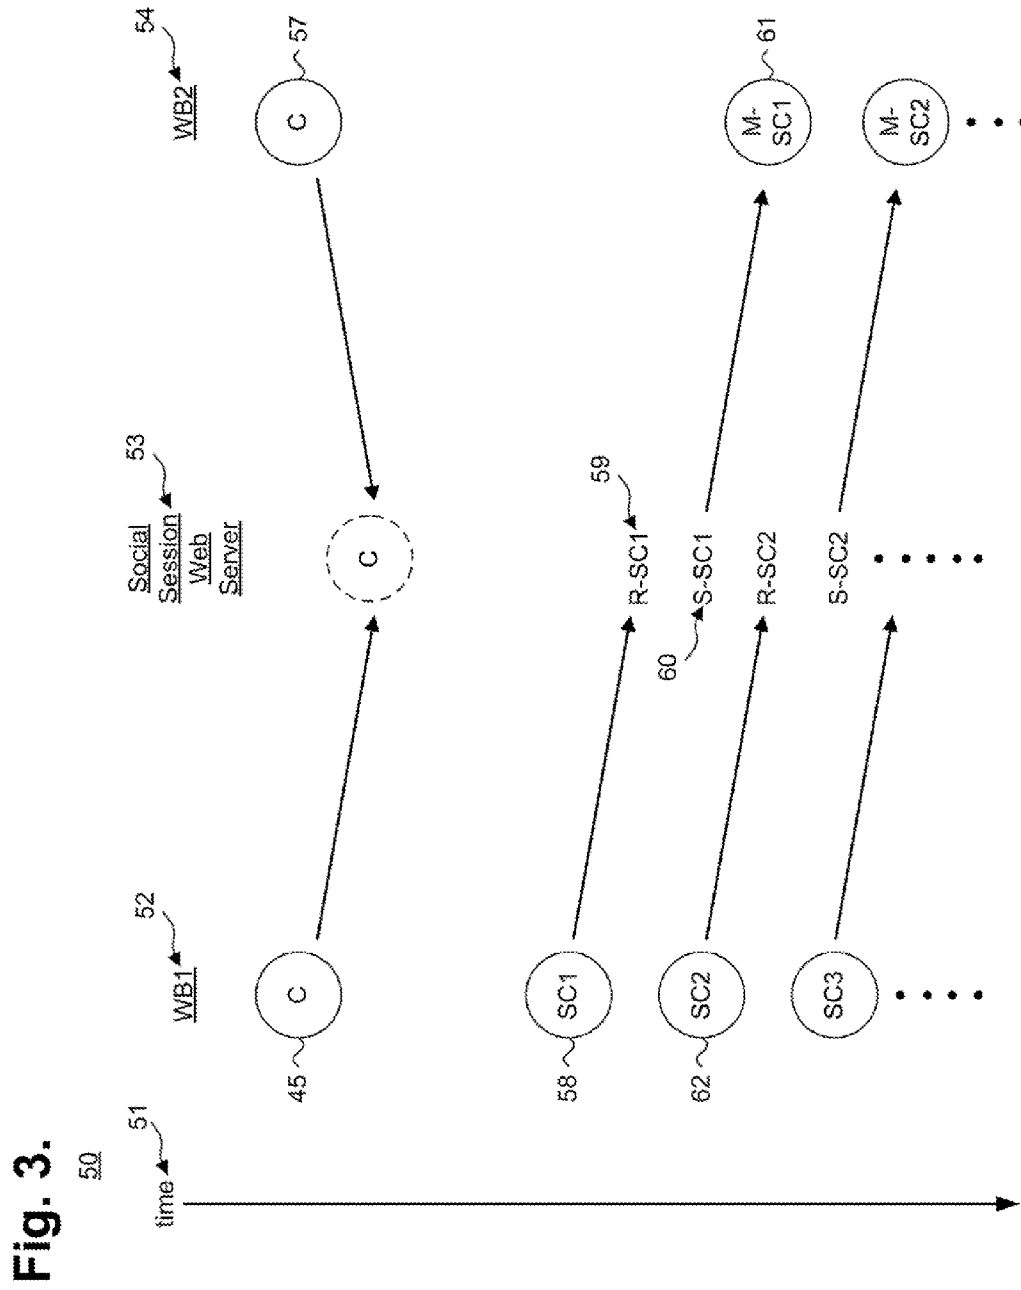 Fig. 3.
50
time
51
WB1
52
Social
Session
Web
Server
53
WB2
54
C
45
C
C
57
SC1
58
R-SC1
59
SC2
62
60
S-SC1
M-
SC1
61
R-SC2
SC3
S-SC2
M-
SC2